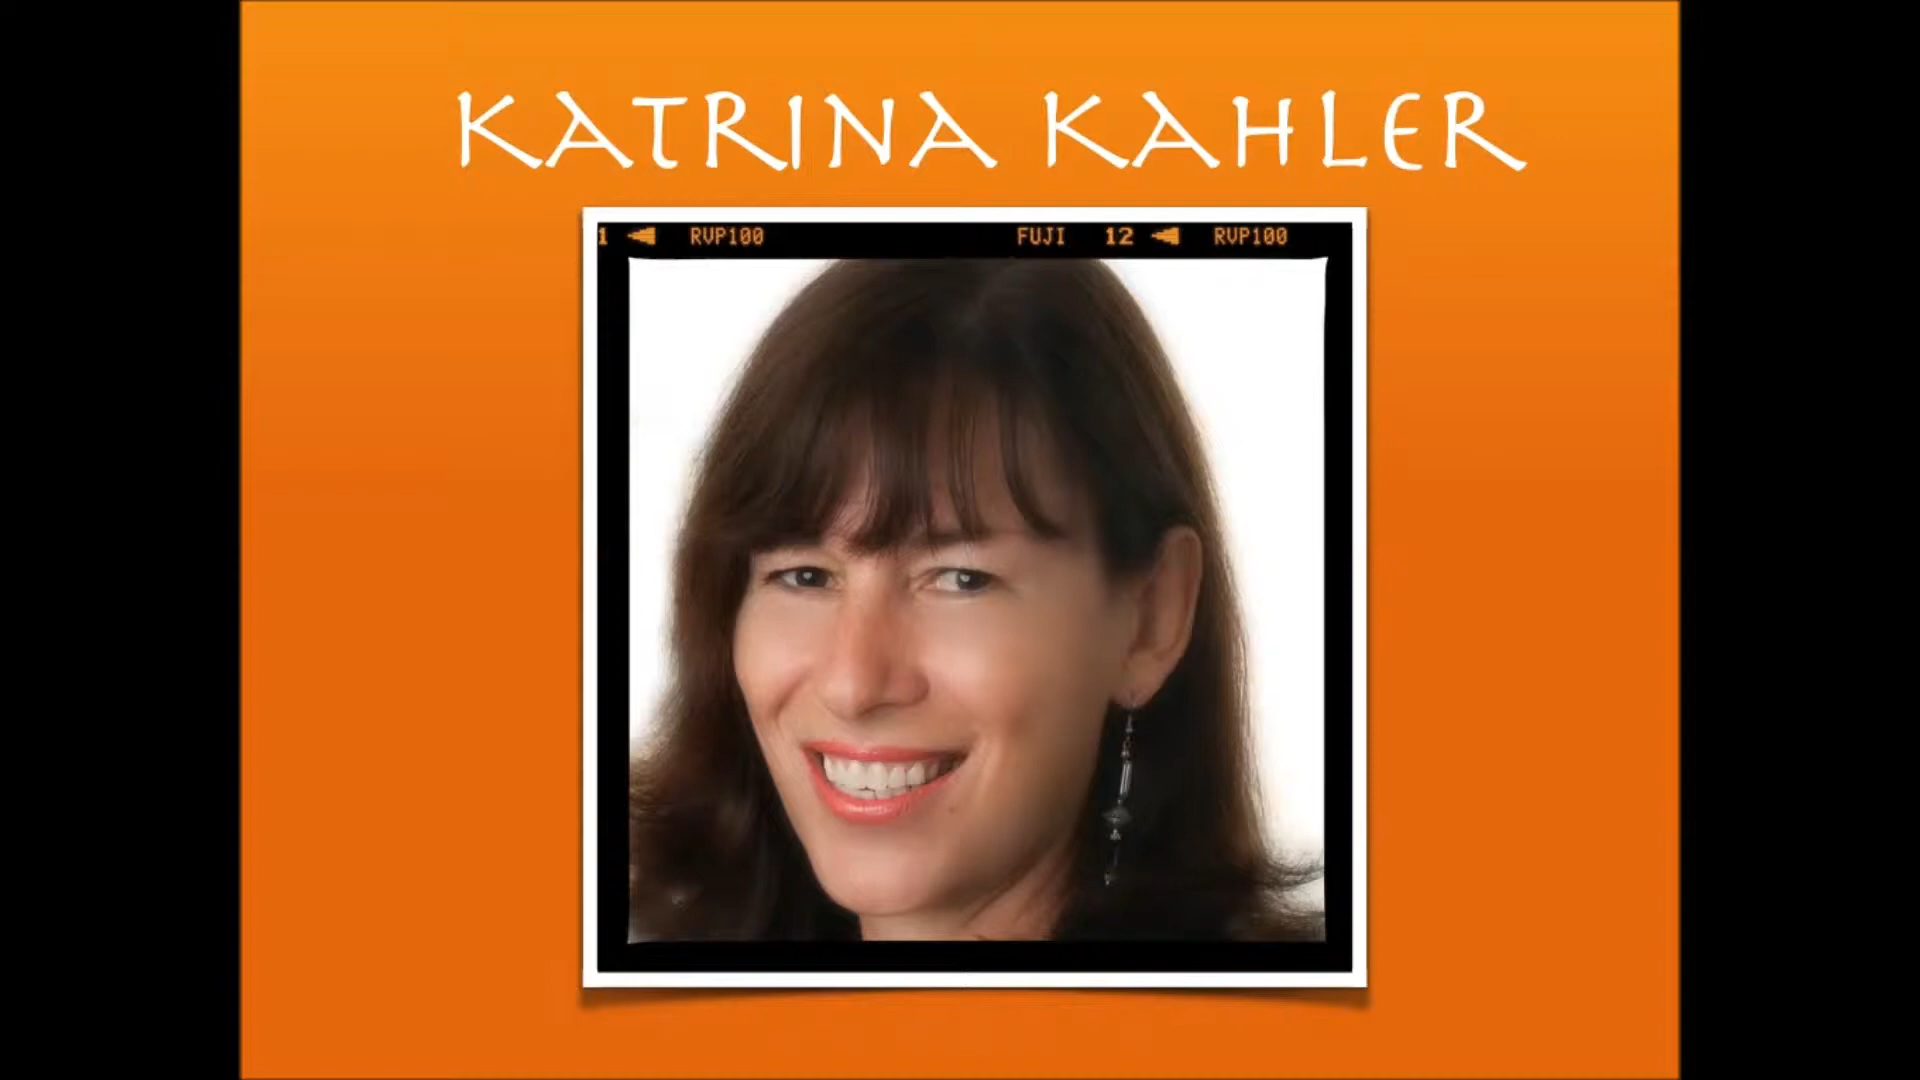 KATRINA KAHLER
1 ◀ RVP100 FUJI 12 ◀ RVP100